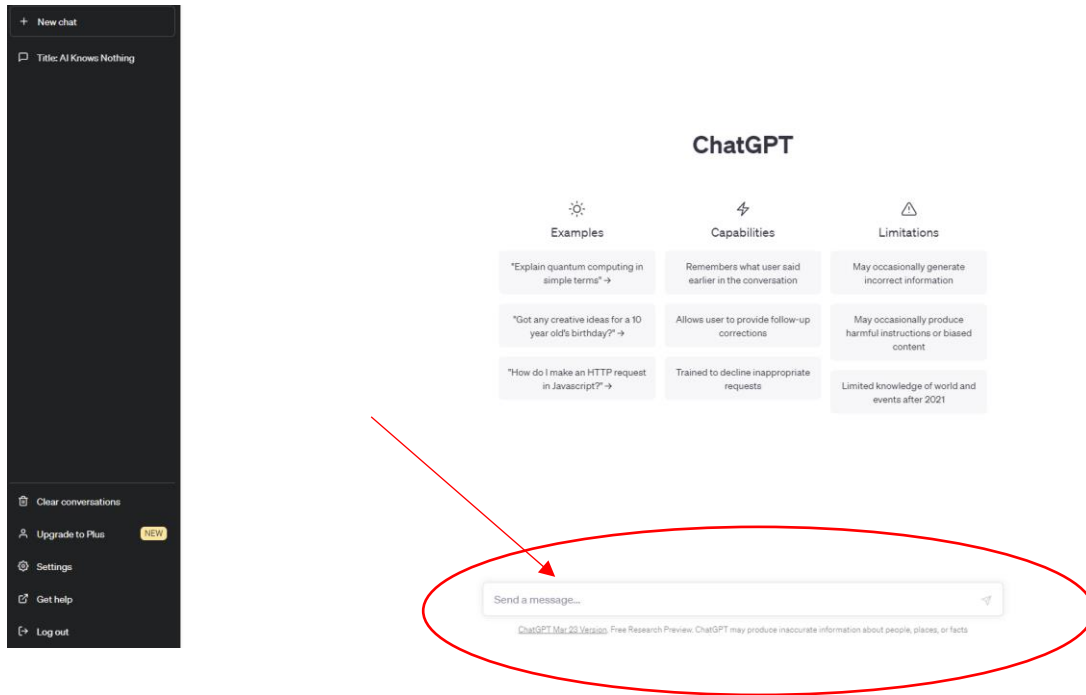 + New chat
Title: AI Knows Nothing
Clear conversations
Upgrade to Plus NEW
Settings
Get help
Log out
ChatGPT
Examples
"Explain quantum computing in
simple terms" →
"Got any creative ideas for a 10
year old's birthday?" →
"How do I make an HTTP request
in Javascript?" →
Capabilities
Remembers what user said
earlier in the conversation
Allows user to provide follow-up
corrections
Trained to decline inappropriate
requests
Limitations
May occasionally generate
incorrect information
May occasionally produce
harmful instructions or biased
content
Limited knowledge of world and
events after 2021
Send a message...
ChatGPT Mar 23 Version. Free Research Preview. ChatGPT may produce inaccurate information about people, places, or facts